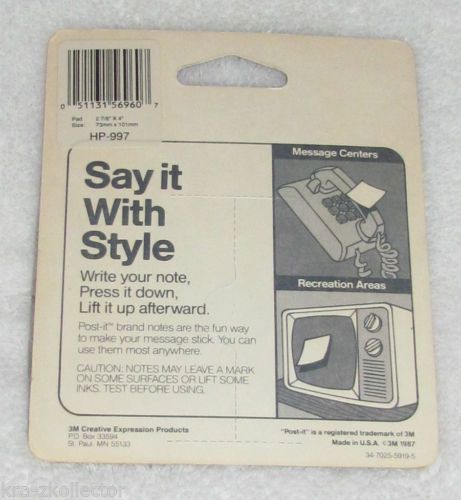 0 51131 56960 7
Pad 2 7/8" X 4"
Size: 73mm x 101mm
HP-997
Say it
With
Style
Write your note,
Press it down,
Lift it up afterward.
Post-it™ brand notes are the fun way
to make your message stick. You can
use them most anywhere.
CAUTION: NOTES MAY LEAVE A MARK
ON SOME SURFACES OR LIFT SOME
INKS. TEST BEFORE USING.
Message Centers
Recreation Areas
3M Creative Expression Products
P.O. Box 33594
St. Paul, MN 55133
"Post-it" is a registered trademark of 3M
Made in U.S.A. ©3M 1987
34-7025-5919-5
kra-zkollector